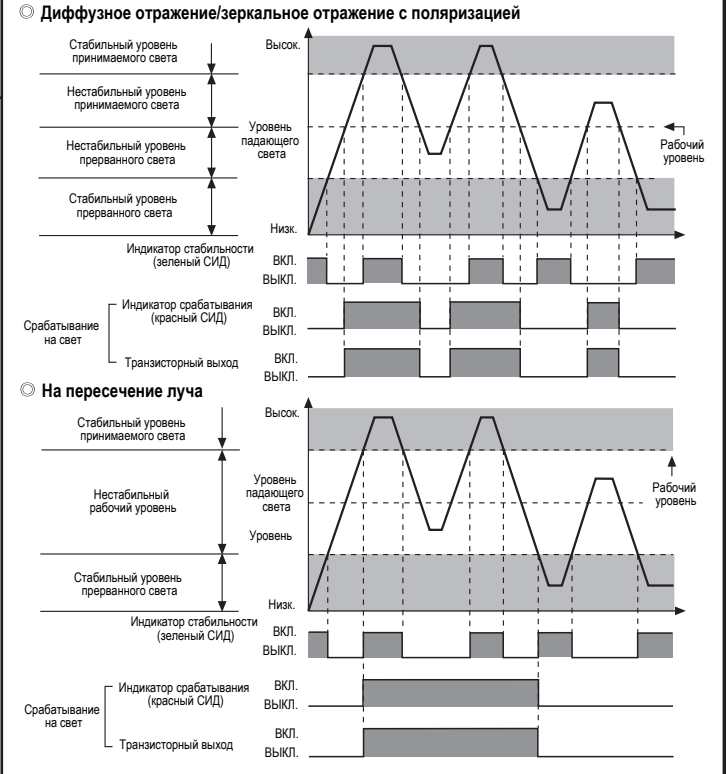 ◎ Диффузное отражение/зеркальное отражение с поляризацией
Стабильный уровень
принимаемого света
Нестабильный уровень
принимаемого света
Нестабильный уровень
прерванного света
Стабильный уровень
прерванного света
Высок.
Уровень
падающего
света
Низк.
Рабочий
уровень
Индикатор стабильности
(зеленый СИД)
ВКЛ.
ВЫКЛ.
Срабатывание
на свет
Индикатор срабатывания
(красный СИД)
ВКЛ.
ВЫКЛ.
Транзисторный выход
ВКЛ.
ВЫКЛ.
◎ На пересечение луча
Стабильный уровень
принимаемого света
Нестабильный
рабочий уровень
Стабильный уровень
прерванного света
Высок.
Уровень
падающего
света
Уровень
Низк.
Рабочий
уровень
Индикатор стабильности
(зеленый СИД)
ВКЛ.
ВЫКЛ.
Срабатывание
на свет
Индикатор срабатывания
(красный СИД)
ВКЛ.
ВЫКЛ.
Транзисторный выход
ВКЛ.
ВЫКЛ.